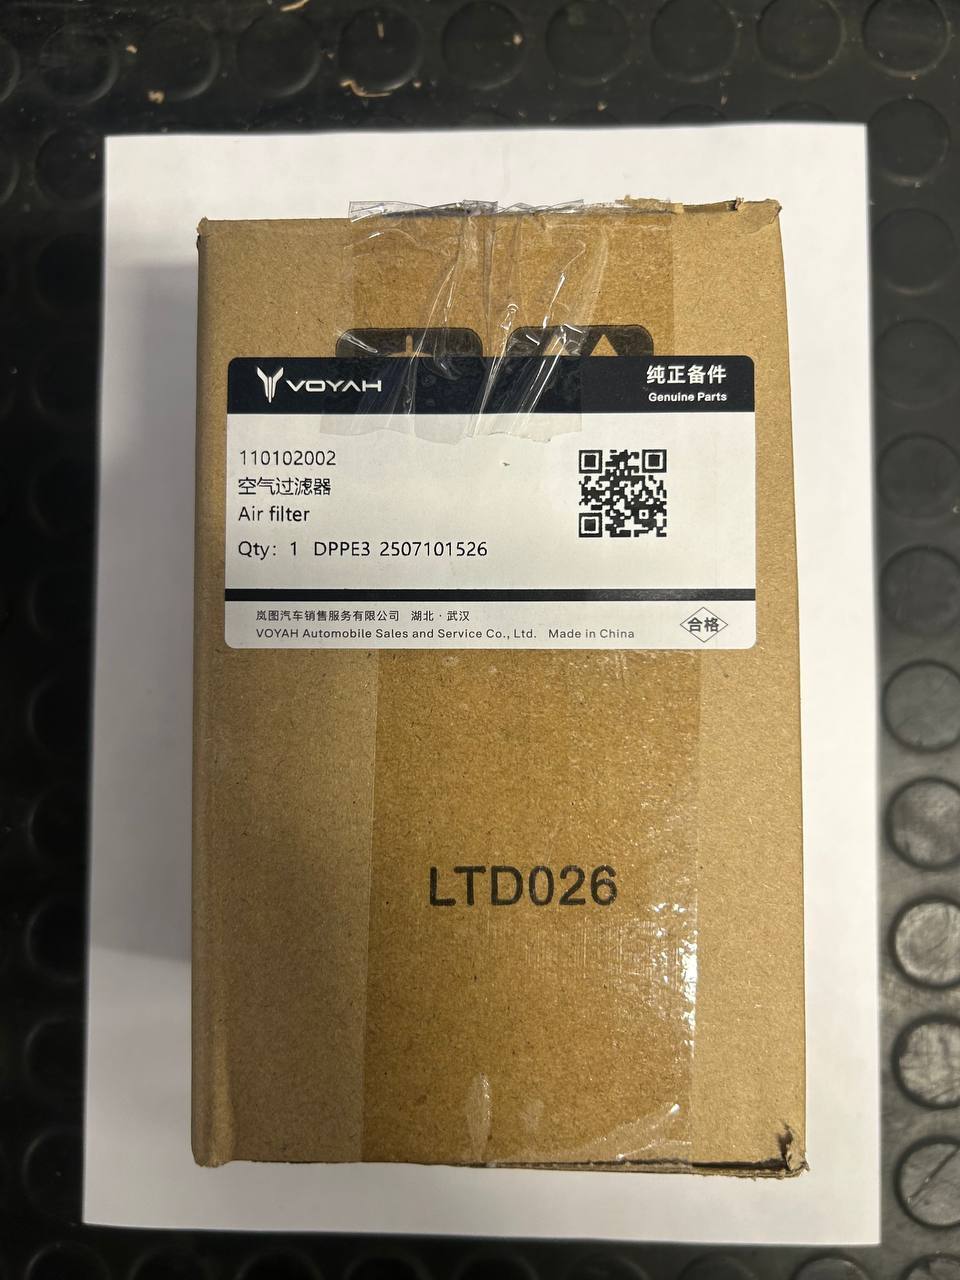 VOYAH
纯正备件
Genuine Parts
110102002
空气过滤器
Air filter
Qty: 1 DPPE3 2507101526
岚图汽车销售服务有限公司 湖北·武汉
VOYAH Automobile Sales and Service Co., Ltd. Made in China
合格
LTD026